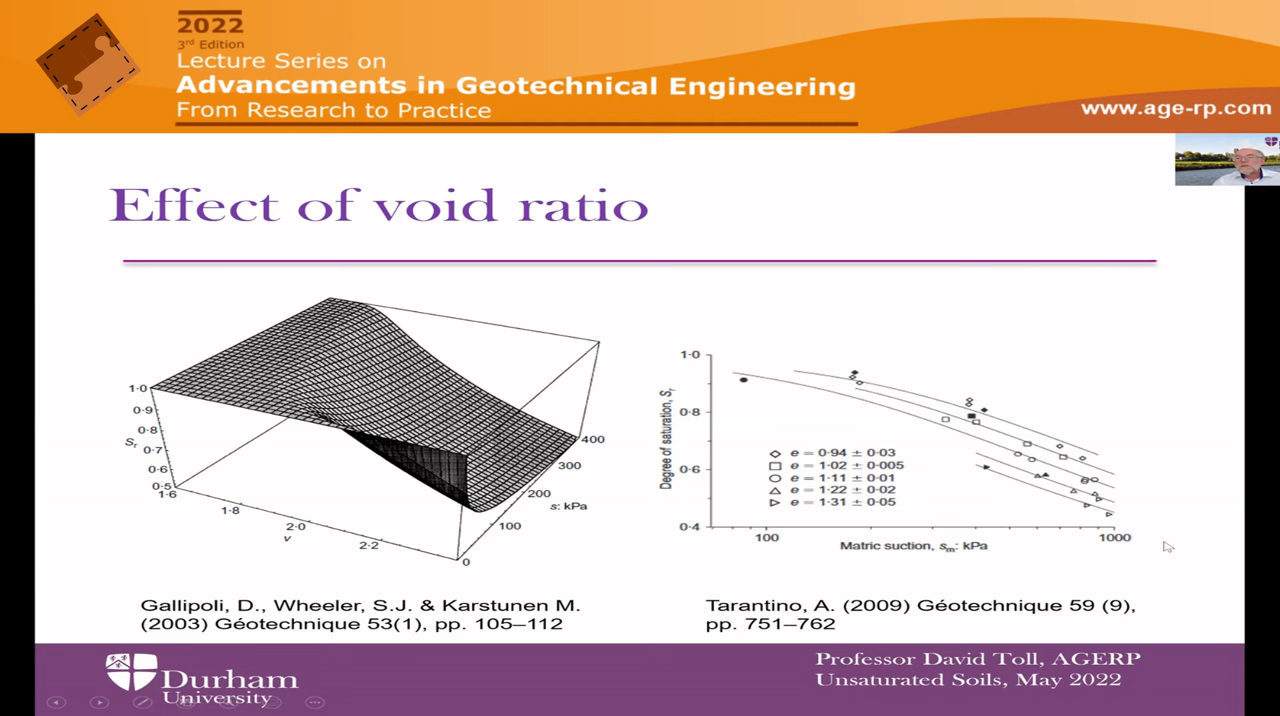 2022
3rd Edition
Lecture Series on
Advancements in Geotechnical Engineering
From Research to Practice
www.age-rp.com
Effect of void ratio
1·0
0·9
0·8
0·7
0·6
0·5
Sr
1·6
1·8
2·0
2·2
v
0
100
200
300
400
s: kPa
1·0
0·8
0·6
0·4
Degree of saturation, Sr
e = 0·94 ± 0·03
e = 1·02 ± 0·005
e = 1·11 ± 0·01
e = 1·22 ± 0·02
e = 1·31 ± 0·05
100
1000
Matric suction, sm: kPa
Gallipoli, D., Wheeler, S.J. & Karstunen M.
(2003) Géotechnique 53(1), pp. 105–112
Tarantino, A. (2009) Géotechnique 59 (9),
pp. 751–762
Durham
University
Professor David Toll, AGERP
Unsaturated Soils, May 2022